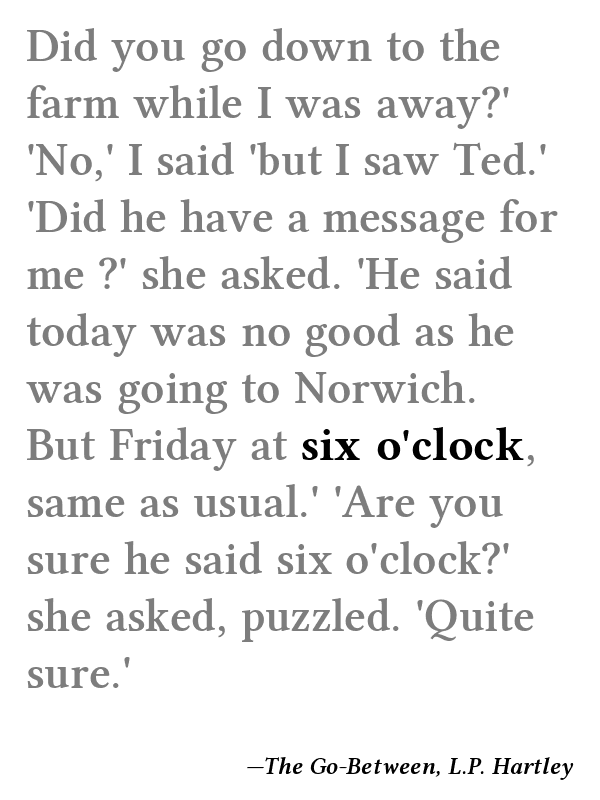 Did you go down to the
farm while I was away?'
'No,' I said 'but I saw Ted.'
'Did he have a message for
me ?' she asked. 'He said
today was no good as he
was going to Norwich.
But Friday at six o'clock,
same as usual.' 'Are you
sure he said six o'clock?'
she asked, puzzled. 'Quite
sure.'
—The Go-Between, L.P. Hartley